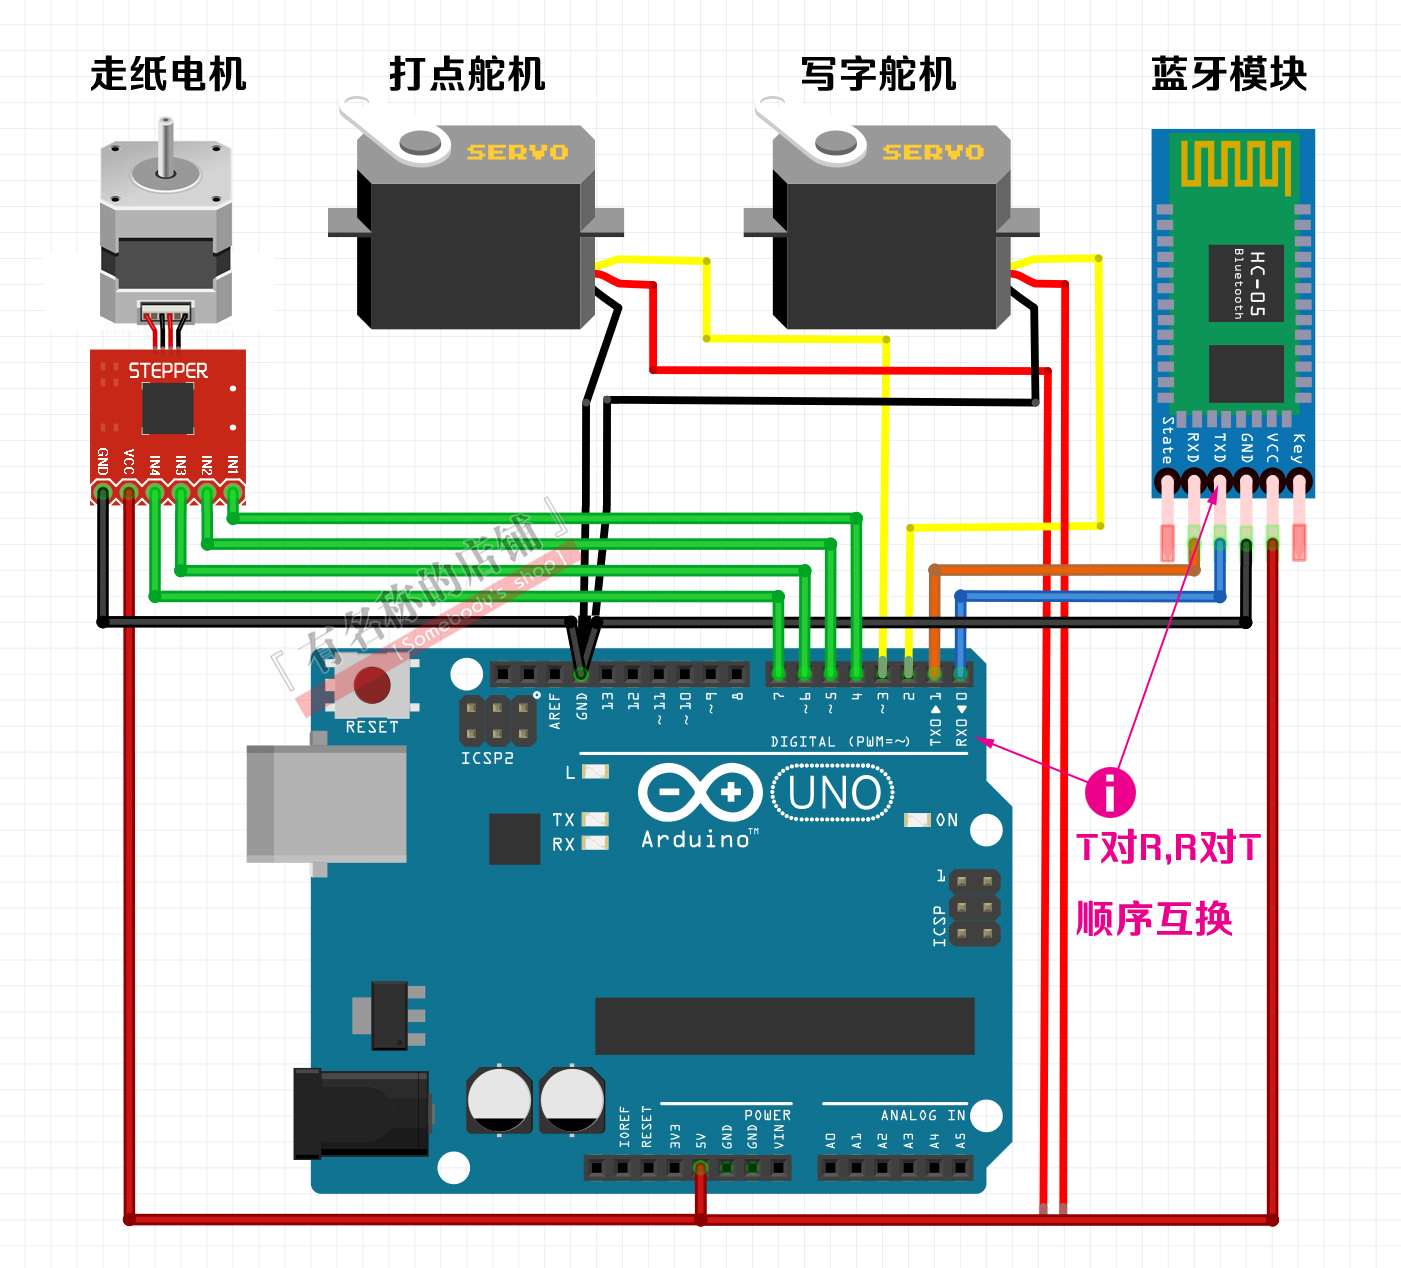 走纸电机
打点舵机
写字舵机
蓝牙模块
SERVO
SERVO
HC-05
Bluetooth
STEPPER
GND
VCC
IN4
IN3
IN2
IN1
State
RXD
TXD
GND
VCC
Key
「有名称的店铺」
[Somebody's shop]
RESET
ICSP2
AREF
GND
13
12
~11
~10
~9
8
7
~6
~5
4
~3
2
TX0▶1
RX0◀0
DIGITAL (PWM=~)
L
TX
RX
Arduino™
UNO
ON
1
ICSP
i
T对R,R对T
顺序互换
IOREF
RESET
3V3
5V
GND
GND
VIN
POWER
ANALOG IN
A0
A1
A2
A3
A4
A5